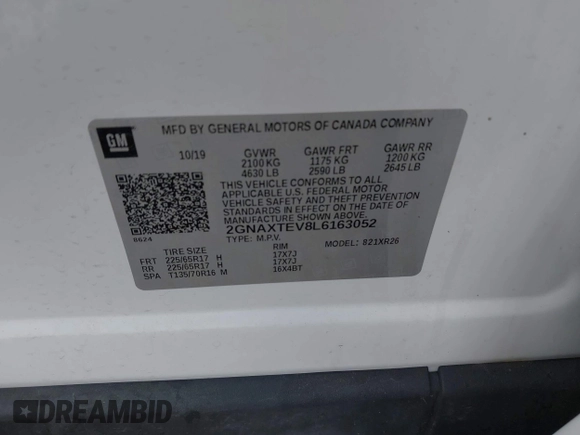 GM
MFD BY GENERAL MOTORS OF CANADA COMPANY
10/19 GVWR GAWR FRT GAWR RR
2100 KG 1175 KG 1200 KG
4630 LB 2590 LB 2645 LB
THIS VEHICLE CONFORMS TO ALL
APPLICABLE U.S. FEDERAL MOTOR
VEHICLE SAFETY AND THEFT PREVENTION
STANDARDS IN EFFECT ON THE DATE OF
MANUFACTURE SHOWN ABOVE.
2GNAXTEV8L6163052
8624 TYPE: M.P.V. MODEL: 821XR26
TIRE SIZE RIM
FRT 225/65R17 H 17X7J
RR 225/65R17 H 17X7J
SPA T135/70R16 M 16X4BT
DREAMBID